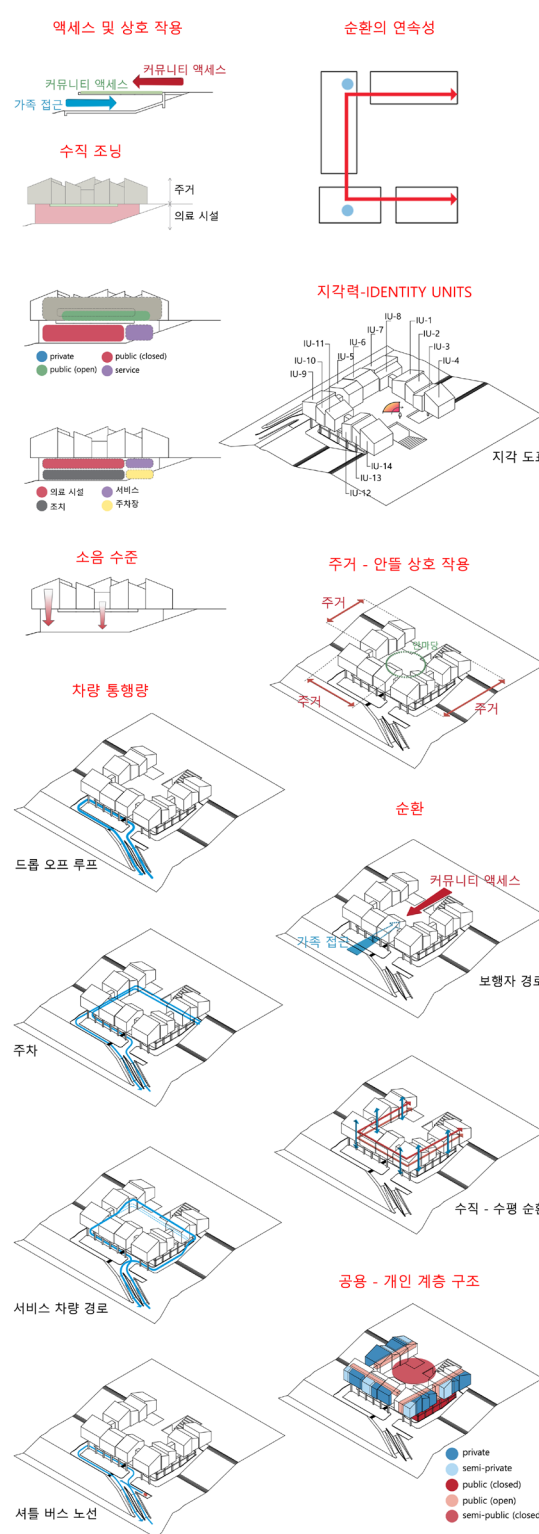 액세스 및 상호 작용
커뮤니티 액세스
커뮤니티 액세스
가족 접근
수직 조닝
주거
의료 시설
private
public (closed)
public (open)
service
의료 시설
서비스
조치
주차장
소음 수준
차량 통행량
드롭 오프 루프
주차
서비스 차량 경로
셔틀 버스 노선
순환의 연속성
지각력-IDENTITY UNITS
IU-8
IU-7
IU-1
IU-11
IU-6
IU-2
IU-10
IU-5
IU-3
IU-9
IU-4
IU-14
IU-13
IU-12
지각
주거 - 안뜰 상호 작용
주거
안마당
주거
주거
순환
커뮤니티 액세스
가족 접근
보행자 경로
수직 - 수평 순환
공용 - 개인 계층 구조
private
semi-private
public (closed)
public (open)
semi-public (closed